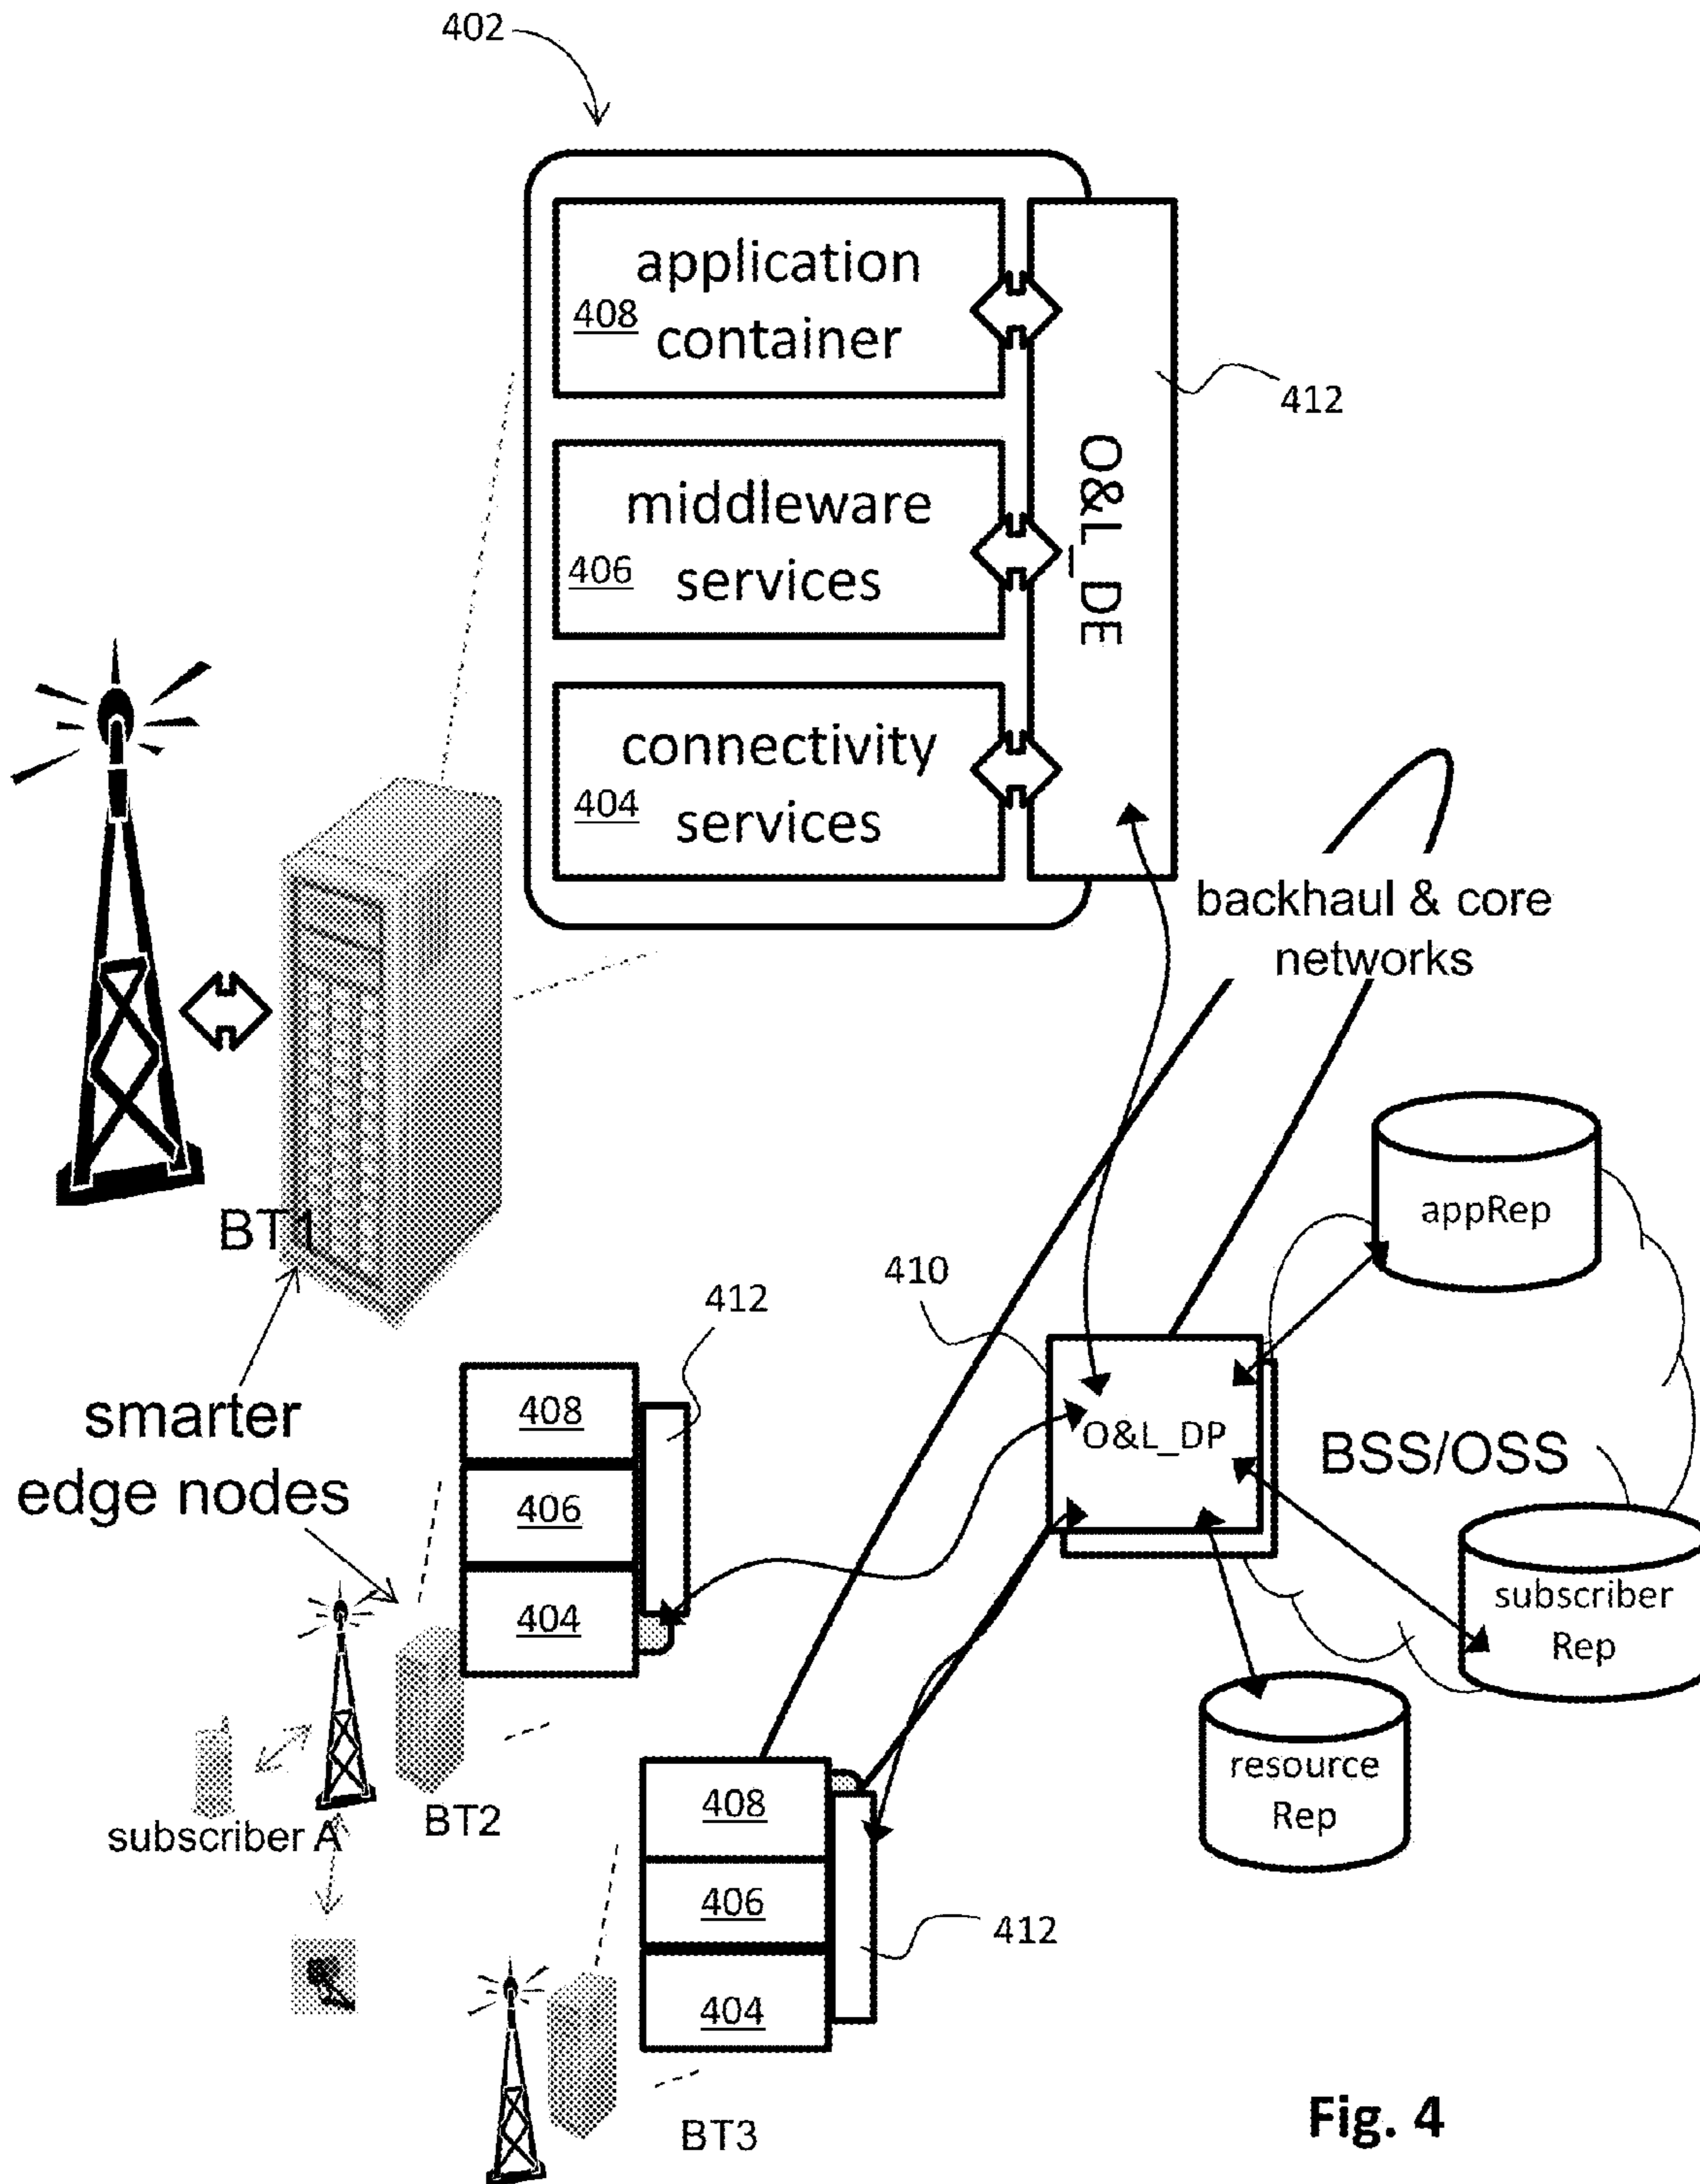 402
application
408
container
412
O&L_DE
middleware
406
services
connectivity
404
services
backhaul & core
networks
BT1
appRep
410
412
smarter
edge nodes
408
406
404
O&L_DP
BSS/OSS
subscriber
Rep
resource
Rep
subscriber A
BT2
408
406
404
412
BT3
Fig. 4